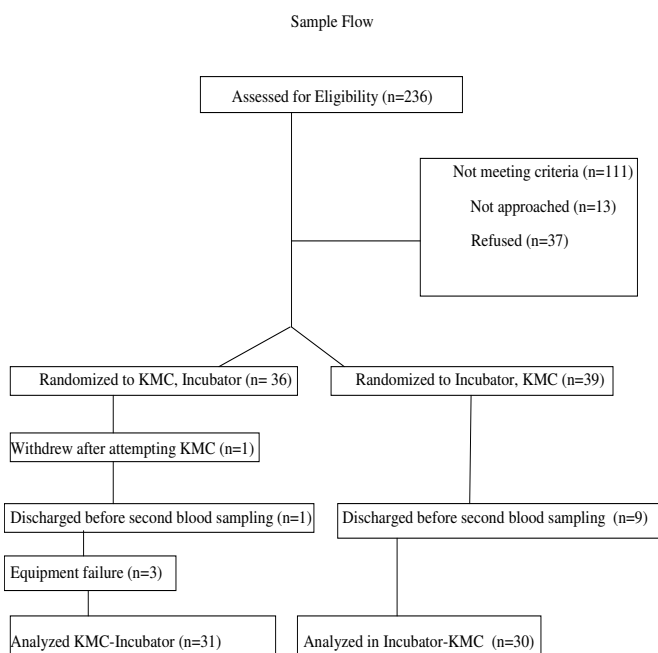 Sample Flow
Assessed for Eligibility (n=236)
Not meeting criteria (n=111)
Not approached (n=13)
Refused (n=37)
Randomized to KMC, Incubator (n= 36)
Randomized to Incubator, KMC (n=39)
Withdrew after attempting KMC (n=1)
Discharged before second blood sampling (n=1)
Discharged before second blood sampling (n=9)
Equipment failure (n=3)
Analyzed KMC-Incubator (n=31)
Analyzed in Incubator-KMC (n=30)